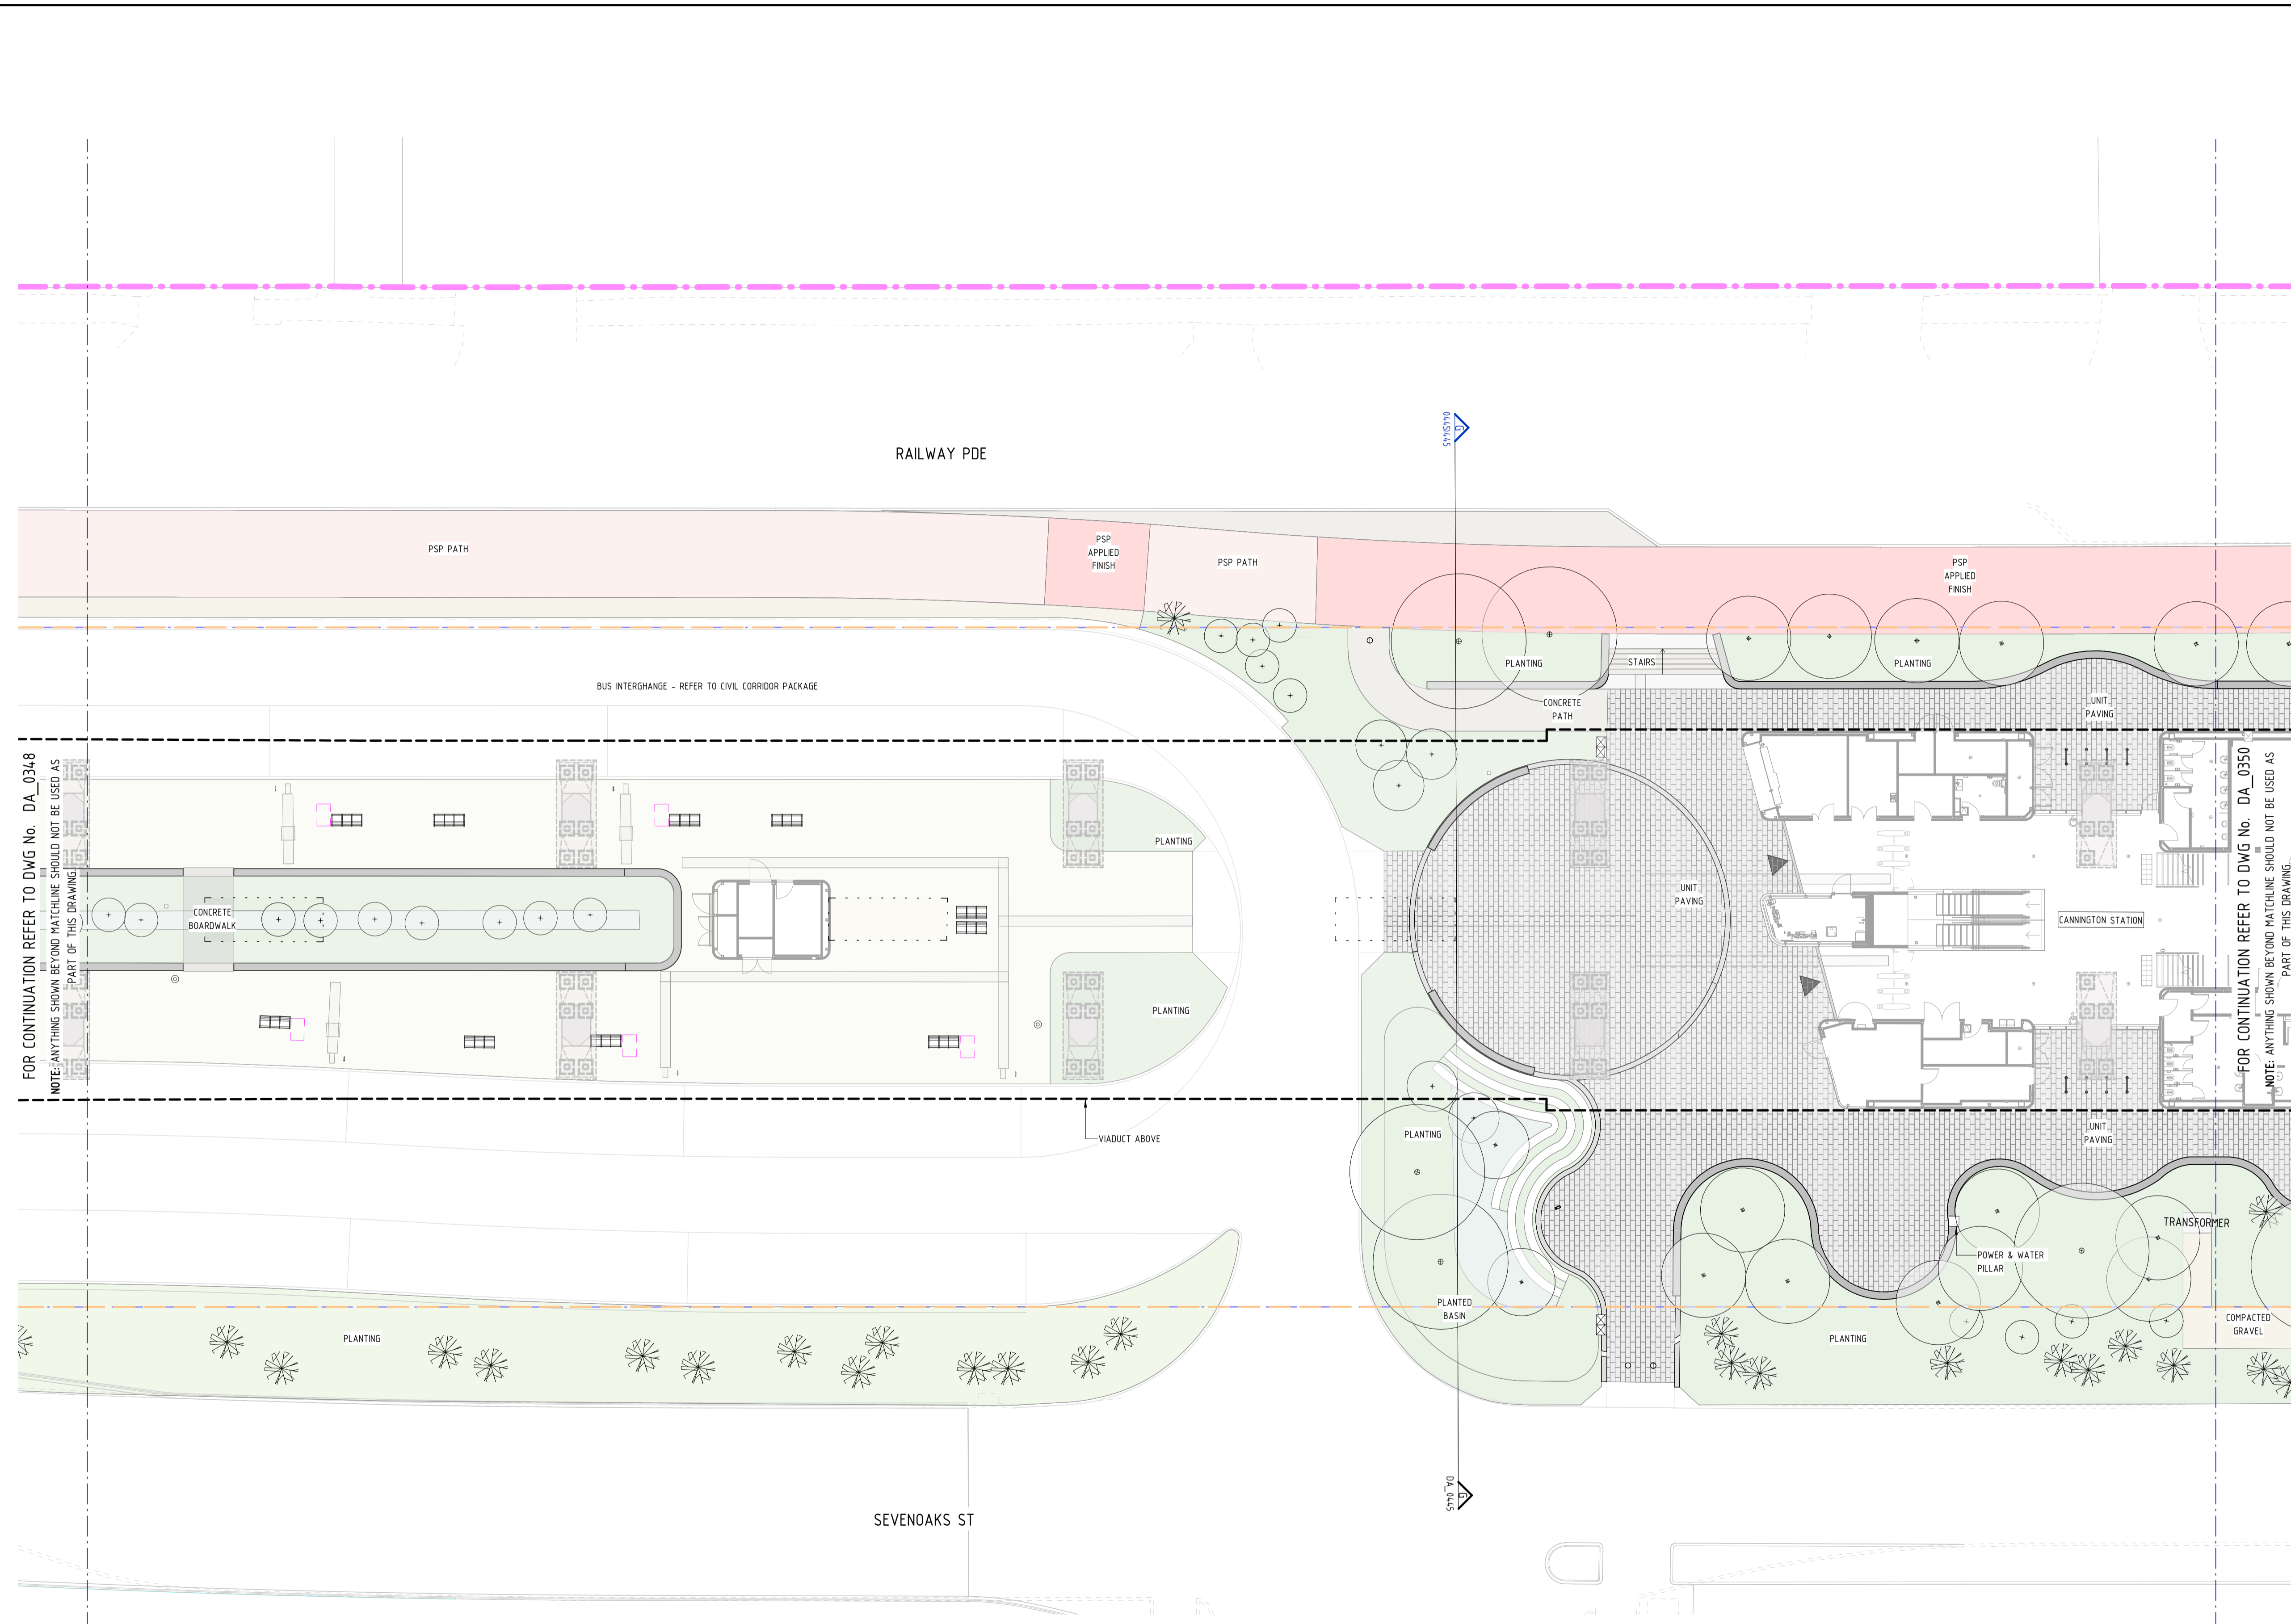 04451445
G
RAILWAY PDE
PSP PATH
PSP
APPLIED
FINISH
PSP PATH
PSP
APPLIED
FINISH
PLANTING
STAIRS
PLANTING
BUS INTERGHANGE - REFER TO CIVIL CORRIDOR PACKAGE
CONCRETE
PATH
UNIT
PAVING
FOR CONTINUATION REFER TO DWG No. DA_0348
NOTE: ANYTHING SHOWN BEYOND MATCHLINE SHOULD NOT BE USED AS
PART OF THIS DRAWING.
PLANTING
CONCRETE
BOARDWALK
UNIT
PAVING
CANNINGTON STATION
FOR CONTINUATION REFER TO DWG No. DA_0350
NOTE: ANYTHING SHOWN BEYOND MATCHLINE SHOULD NOT BE USED AS
PART OF THIS DRAWING.
PLANTING
VIADUCT ABOVE
PLANTING
UNIT
PAVING
TRANSFORMER
POWER & WATER
PILLAR
PLANTED
BASIN
PLANTING
PLANTING
COMPACTED
GRAVEL
DA_0445
G
SEVENOAKS ST